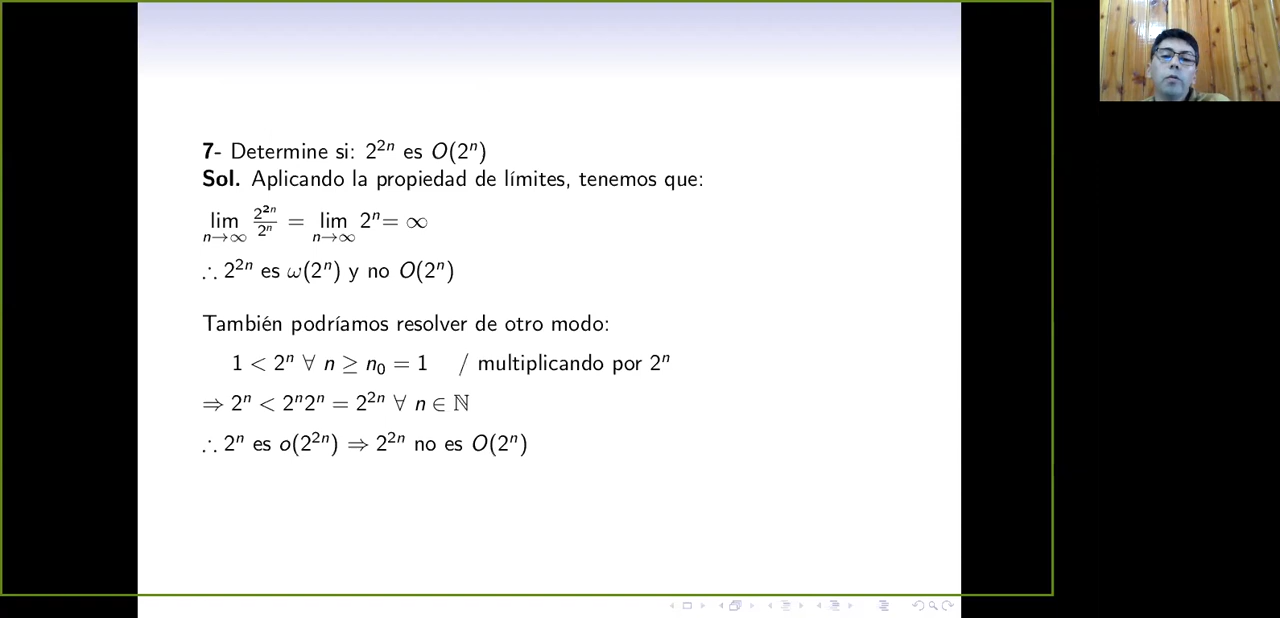 7- Determine si: 2^{2n} es O(2^n)
Sol. Aplicando la propiedad de límites, tenemos que:
lim_{n→∞} 2^{2n}/2^n = lim_{n→∞} 2^n = ∞
∴ 2^{2n} es ω(2^n) y no O(2^n)
También podríamos resolver de otro modo:
1 < 2^n ∀ n ≥ n_0 = 1 / multiplicando por 2^n
⇒ 2^n < 2^n2^n = 2^{2n} ∀ n ∈ ℕ
∴ 2^n es o(2^{2n}) ⇒ 2^{2n} no es O(2^n)